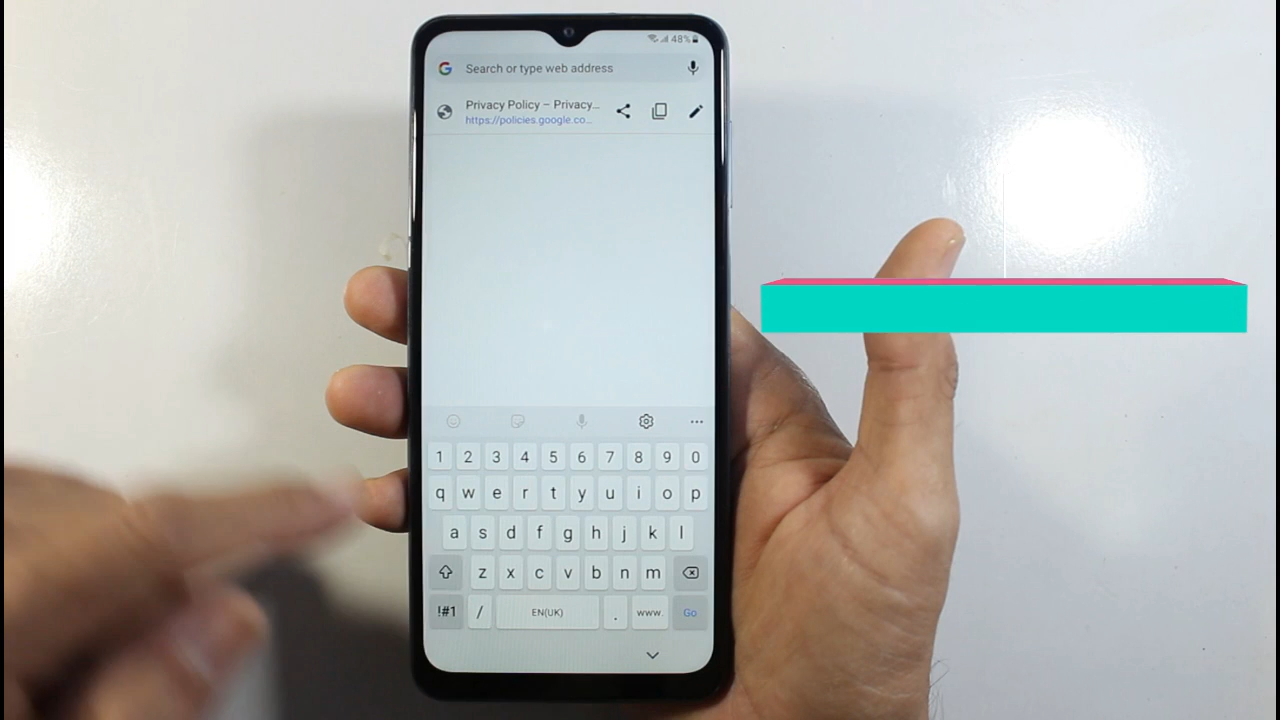 48%
Search or type web address
Privacy Policy – Privacy...
https://policies.google.co...
1 2 3 4 5 6 7 8 9 0
q w e r t y u i o p
a s d f g h j k l
z x c v b n m
!#1 / EN(UK) . www. Go